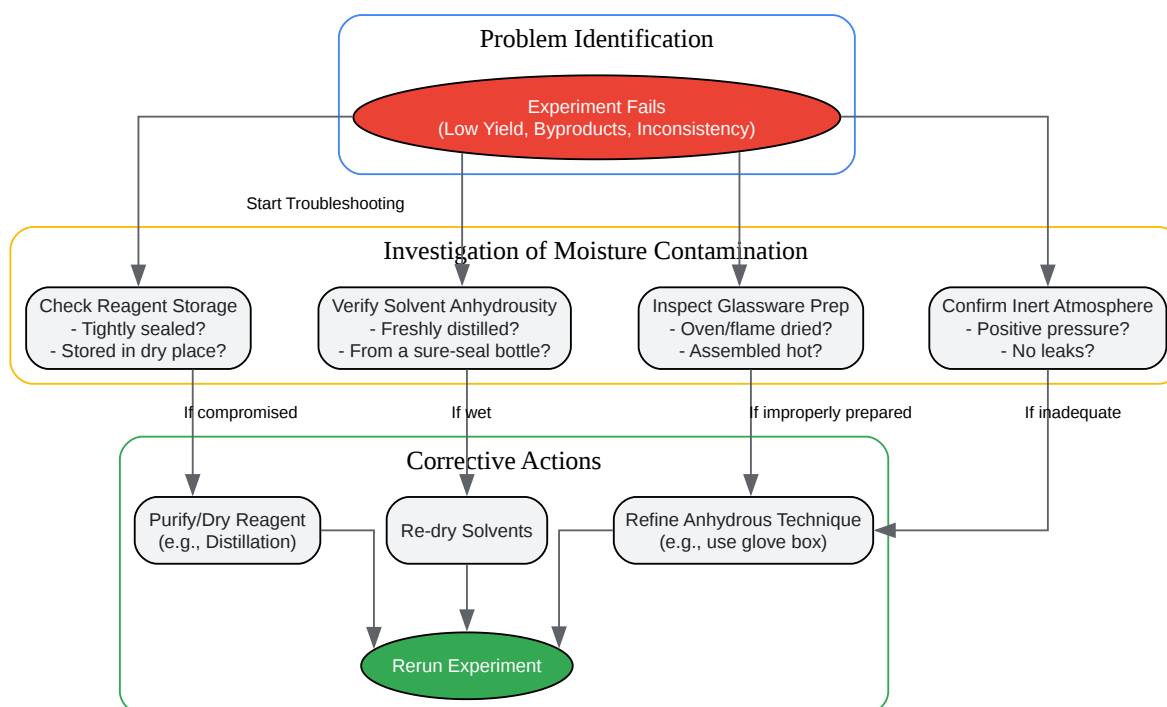 Problem Identification
Experiment Fails
(Low Yield, Byproducts, Inconsistency)
Start Troubleshooting
Investigation of Moisture Contamination
Check Reagent Storage
- Tightly sealed?
- Stored in dry place?
Verify Solvent Anhydrousity
- Freshly distilled?
- From a sure-seal bottle?
Inspect Glassware Prep
- Oven/flame dried?
- Assembled hot?
Confirm Inert Atmosphere
- Positive pressure?
- No leaks?
If compromised
If wet
If improperly prepared
If inadequate
Corrective Actions
Purify/Dry Reagent
(e.g., Distillation)
Re-dry Solvents
Refine Anhydrous Technique
(e.g., use glove box)
Rerun Experiment